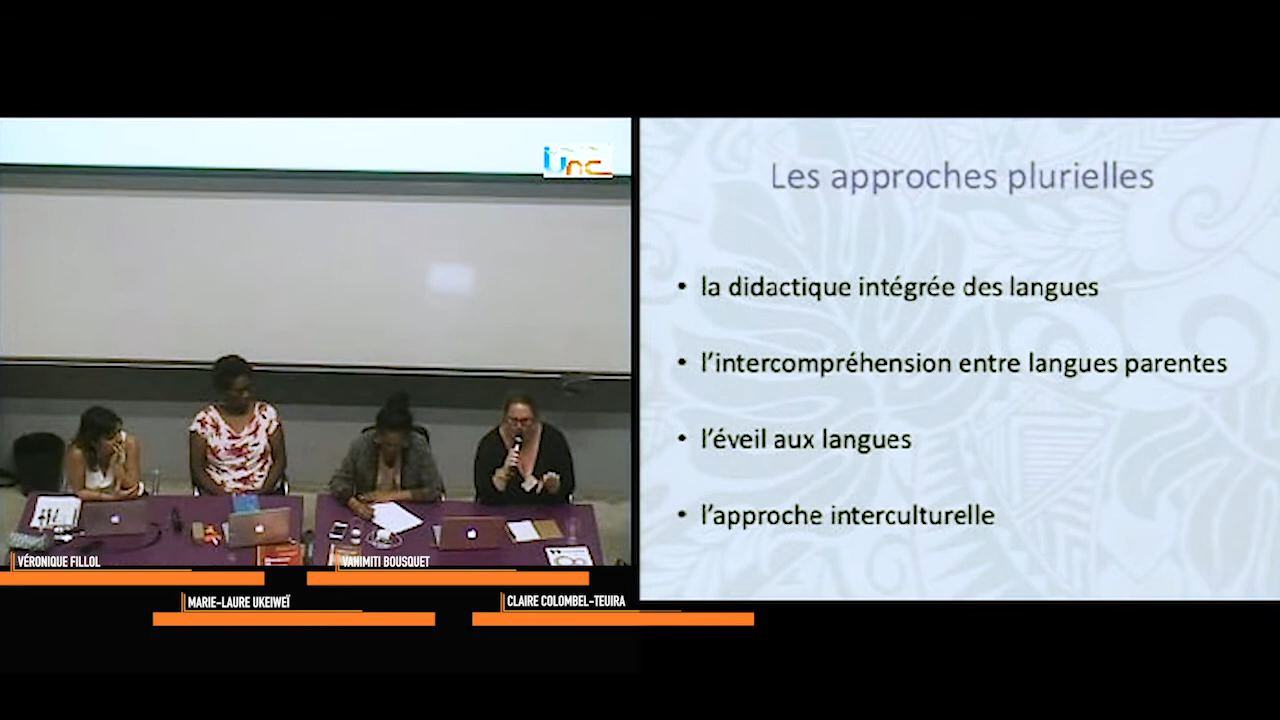 unc
Les approches plurielles
• la didactique intégrée des langues
• l'intercompréhension entre langues parentes
• l'éveil aux langues
• l'approche interculturelle
VÉRONIQUE FILLOL
VANIMITI BOUSQUET
MARIE-LAURE UKEIWEÏ
CLAIRE COLOMBEL-TEUIRA